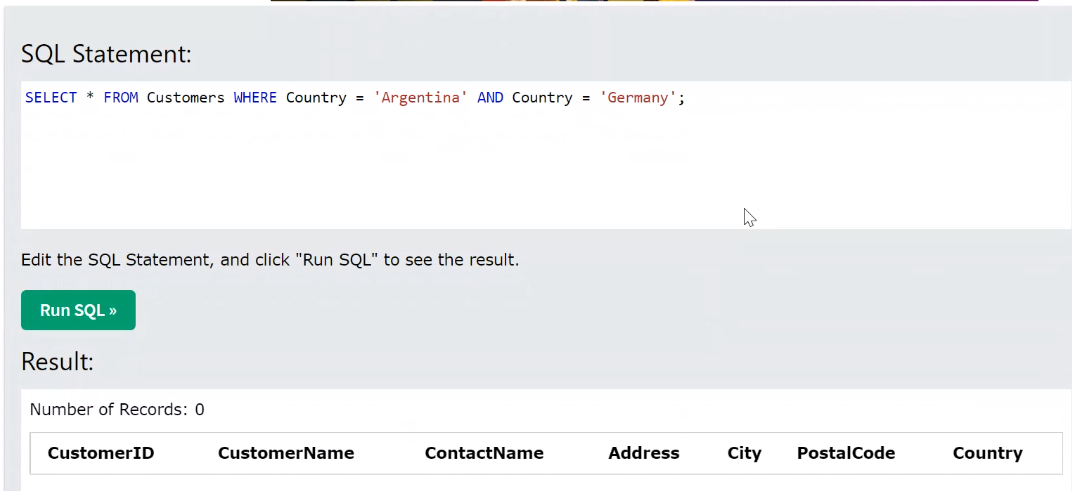 SQL Statement:
SELECT * FROM Customers WHERE Country = 'Argentina' AND Country = 'Germany';
Edit the SQL Statement, and click "Run SQL" to see the result.
Run SQL »
Result:
Number of Records: 0
CustomerID CustomerName ContactName Address City PostalCode Country